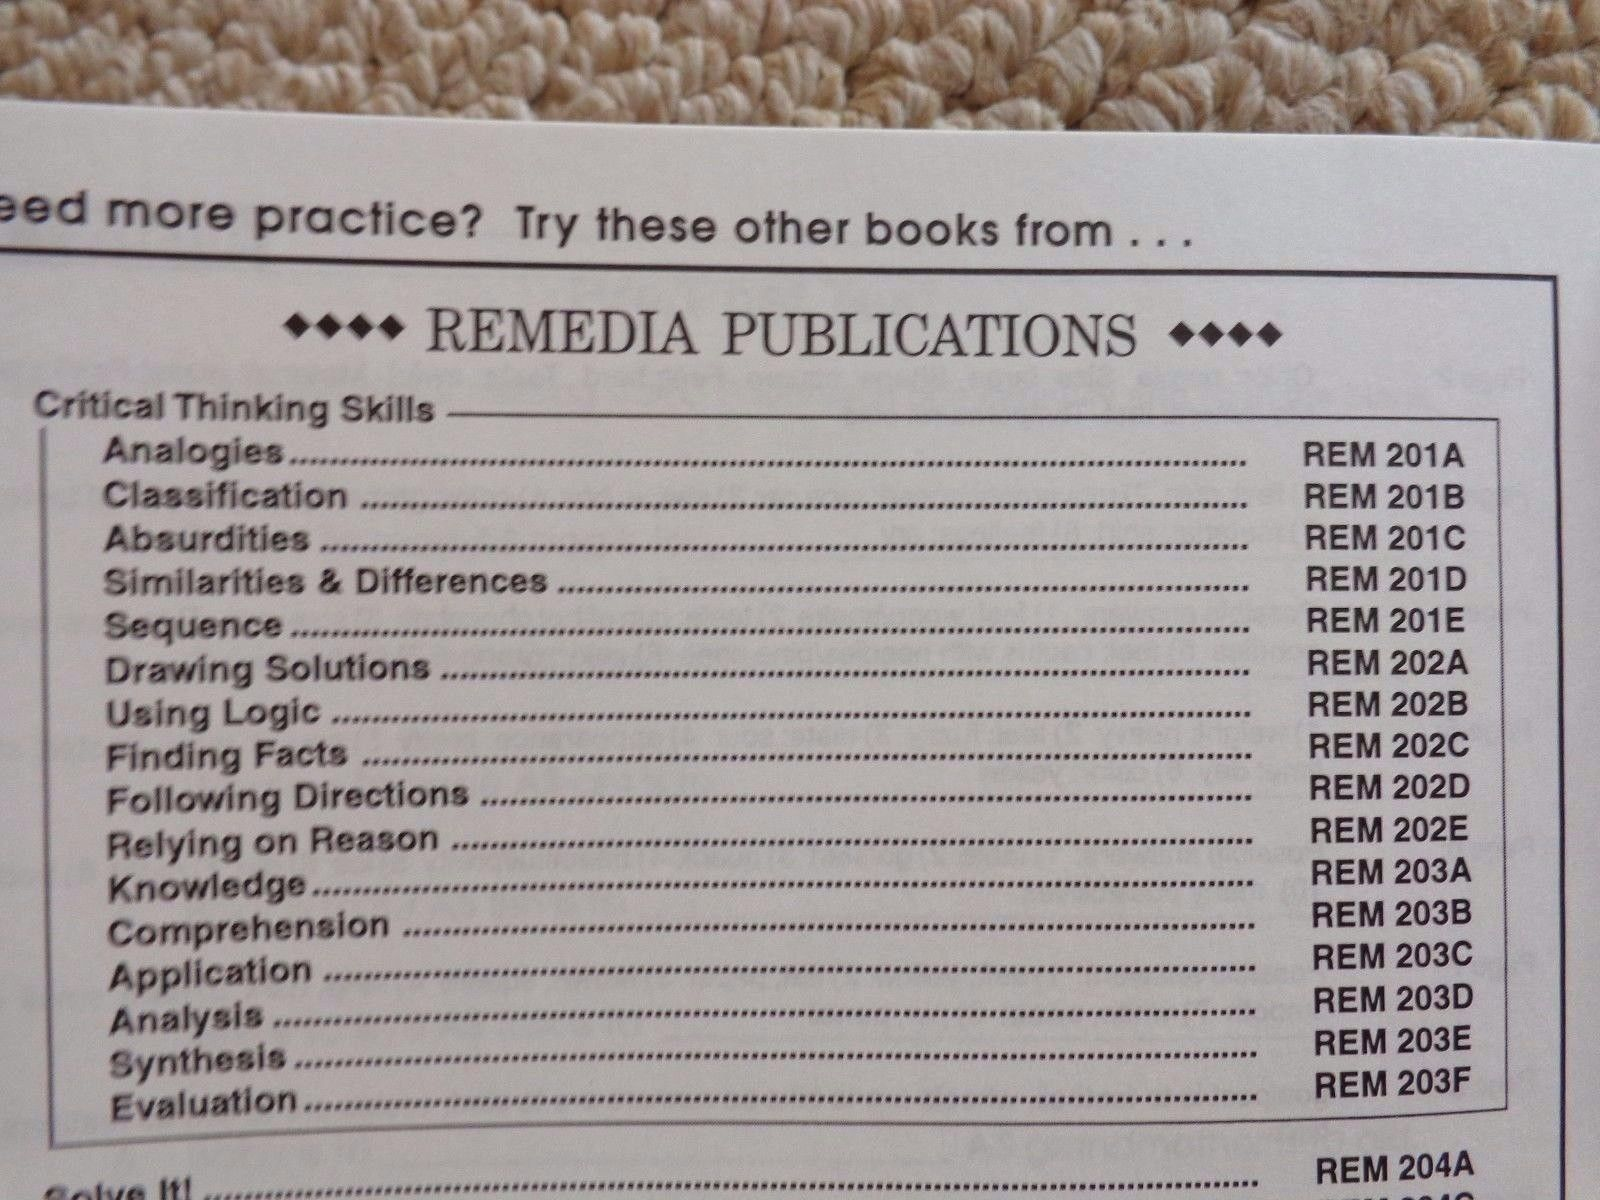 eed more practice? Try these other books from . . .
◆◆◆◆ REMEDIA PUBLICATIONS ◆◆◆◆
Critical Thinking Skills
Analogies ........ REM 201A
Classification ........ REM 201B
Absurdities ........ REM 201C
Similarities & Differences ........ REM 201D
Sequence ........ REM 201E
Drawing Solutions ........ REM 202A
Using Logic ........ REM 202B
Finding Facts ........ REM 202C
Following Directions ........ REM 202D
Relying on Reason ........ REM 202E
Knowledge ........ REM 203A
Comprehension ........ REM 203B
Application ........ REM 203C
Analysis ........ REM 203D
Synthesis ........ REM 203E
Evaluation ........ REM 203F
Solve It! ........ REM 204A